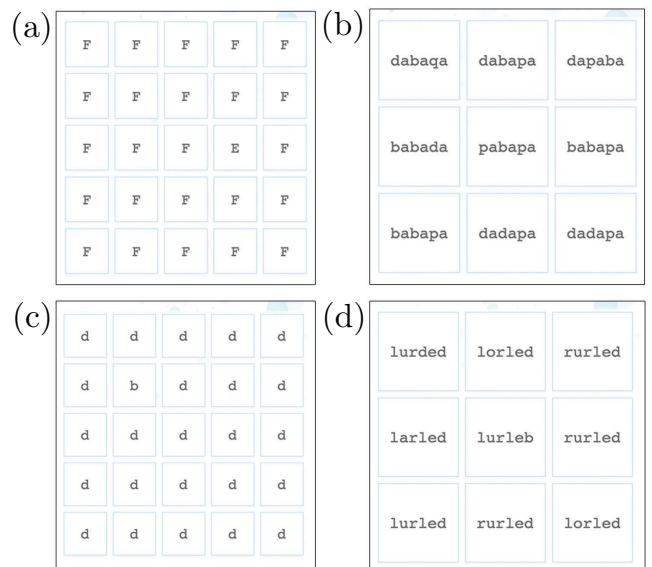 (a)
F F F F F
F F F F F
F F F E F
F F F F F
F F F F F
(b)
dabaqa dabapa dapaba
babada pabapa babapa
babapa dadapa dadapa
(c)
d d d d d
d b d d d
d d d d d
d d d d d
d d d d d
(d)
lurded lorled rurled
larled lurleb rurled
lurled rurled lorled